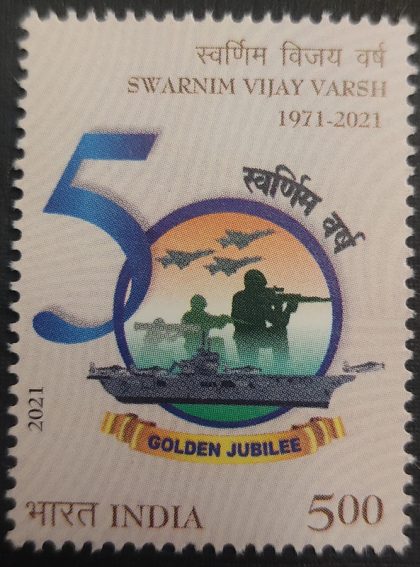 स्वर्णिम विजय वर्ष
SWARNIM VIJAY VARSH
1971-2021
50
स्वर्णिम वर्ष
GOLDEN JUBILEE
2021
भारत INDIA
500